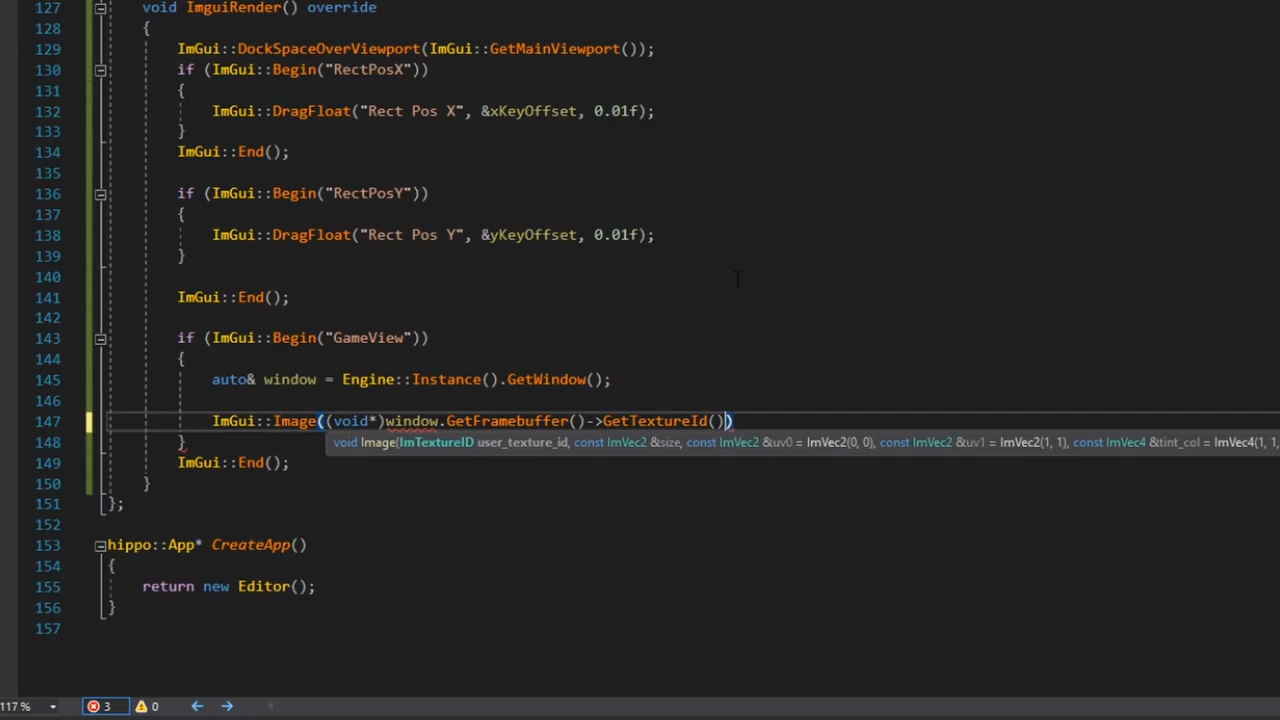 127 void ImguiRender() override
128 {
129 ImGui::DockSpaceOverViewport(ImGui::GetMainViewport());
130 if (ImGui::Begin("RectPosX"))
131 {
132 ImGui::DragFloat("Rect Pos X", &xKeyOffset, 0.01f);
133 }
134 ImGui::End();
135
136 if (ImGui::Begin("RectPosY"))
137 {
138 ImGui::DragFloat("Rect Pos Y", &yKeyOffset, 0.01f);
139 }
140
141 ImGui::End();
142
143 if (ImGui::Begin("GameView"))
144 {
145 auto& window = Engine::Instance().GetWindow();
146
147 ImGui::Image((void*)window.GetFramebuffer()->GetTextureId())
148 }
void Image(ImTextureID user_texture_id, const ImVec2 &size, const ImVec2 &uv0 = ImVec2(0, 0), const ImVec2 &uv1 = ImVec2(1, 1), const ImVec4 &tint_col = ImVec4(1, 1,
149 ImGui::End();
150 }
151 };
152
153 hippo::App* CreateApp()
154 {
155 return new Editor();
156 }
157
117 % 3 0